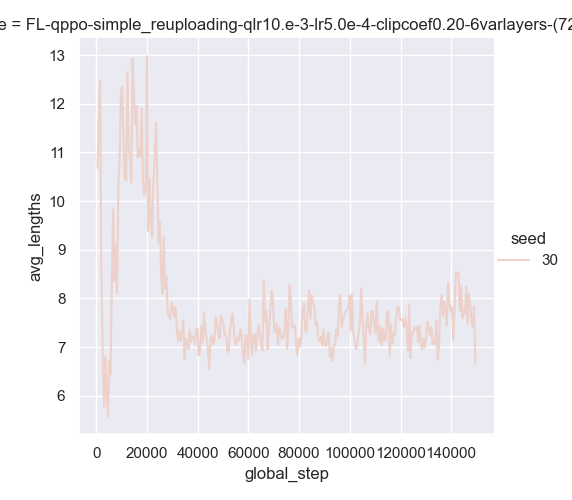 e = FL-qppo-simple_reuploading-qlr10.e-3-lr5.0e-4-clipcoef0.20-6varlayers-(72
13
12
11
10
9
8
7
6
avg_lengths
0 20000 40000 60000 80000 100000 120000 140000
global_step
seed
30